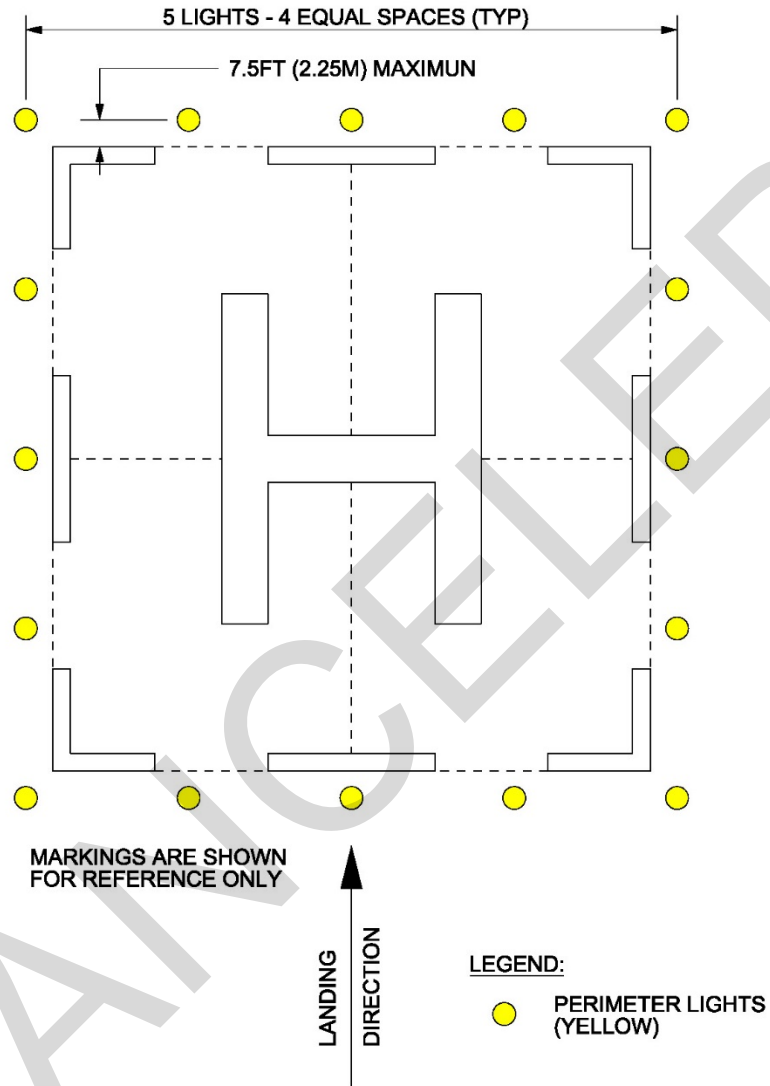 5 LIGHTS - 4 EQUAL SPACES (TYP)
7.5FT (2.25M) MAXIMUN
H
MARKINGS ARE SHOWN
FOR REFERENCE ONLY
LANDING
DIRECTION
LEGEND:
PERIMETER LIGHTS
(YELLOW)
ANCELED